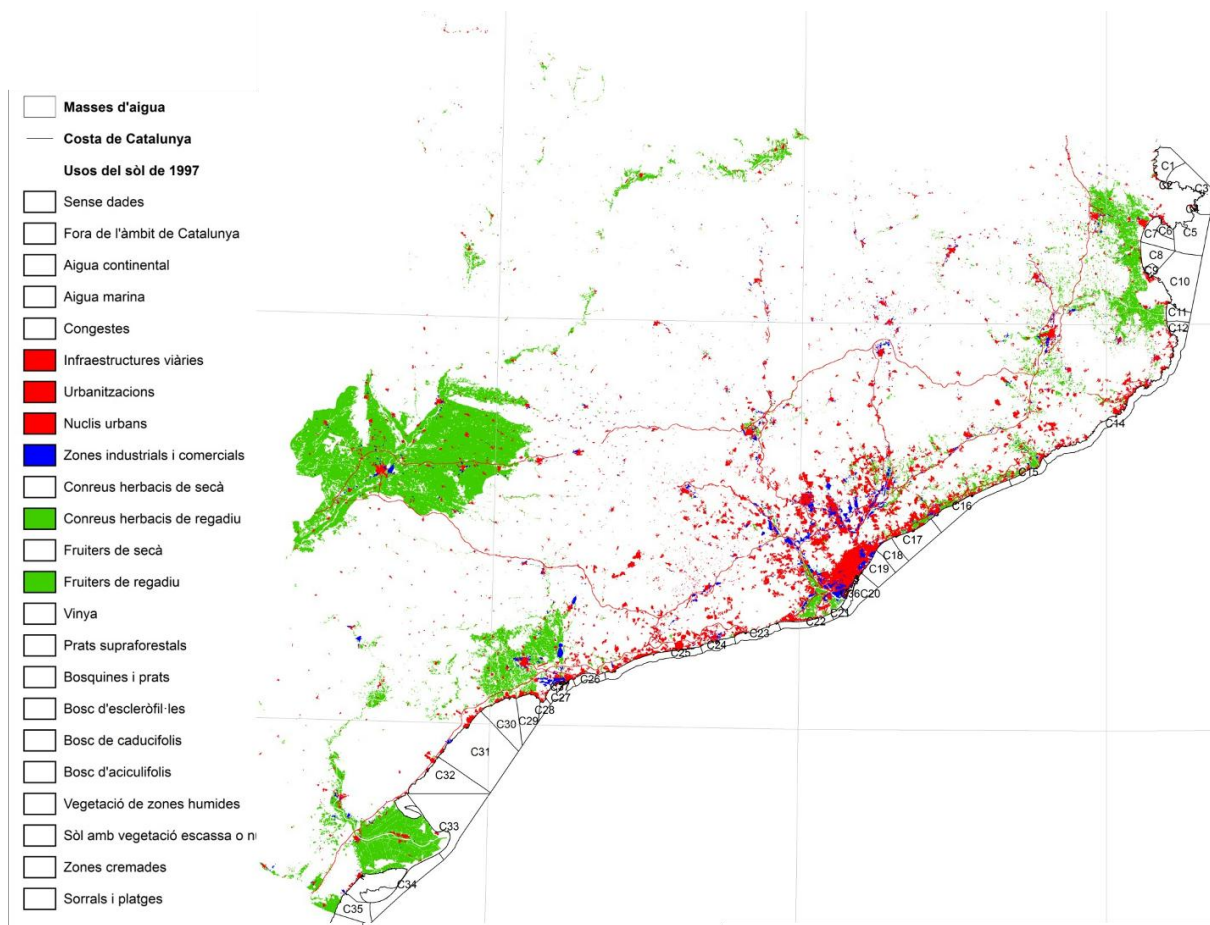 Masses d'aigua
Costa de Catalunya
Usos del sòl de 1997
Sense dades
Fora de l'àmbit de Catalunya
Aigua continental
Aigua marina
Congestes
Infraestructures viàries
Urbanitzacions
Nuclis urbans
Zones industrials i comercials
Conreus herbacis de secà
Conreus herbacis de regadiu
Fruiters de secà
Fruiters de regadiu
Vinya
Prats supraforestals
Bosquines i prats
Bosc d'escleròfil·les
Bosc de caducifolis
Bosc d'aciculifolis
Vegetació de zones humides
Sòl amb vegetació escassa o
Zones cremades
Sorrals i platges
C1
C2
C3
C4
C5
C6
C7
C8
C9
C10
C11
C12
C14
C15
C16
C17
C18
C19
C36
C20
C21
C22
C23
C24
C25
C26
C27
C28
C29
C30
C31
C32
C33
C34
C35